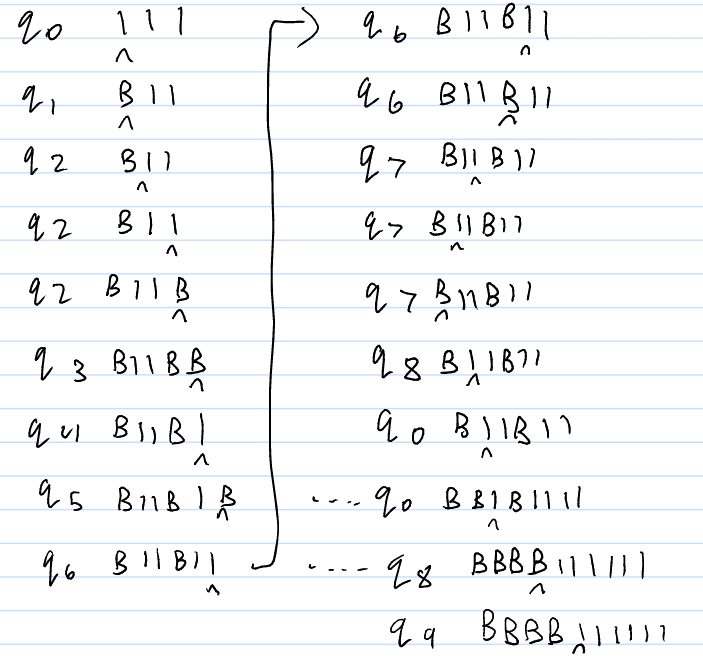 q0 111
^
q1 B11
^
q2 B11
^
q2 B11
^
q2 B11B
^
q3 B11BB
^
q4 B11B1
^
q5 B11B1B
^
q6 B11B11
^
q6 B11B11
^
q6 B11B11
^
q7 B11B11
^
q7 B11B11
^
q7 B11B11
^
q8 B11B11
^
q0 B11B11
^
.... q0 BB1B1111
^
.... q8 BBBB111111
^
q9 BBBB111111
^